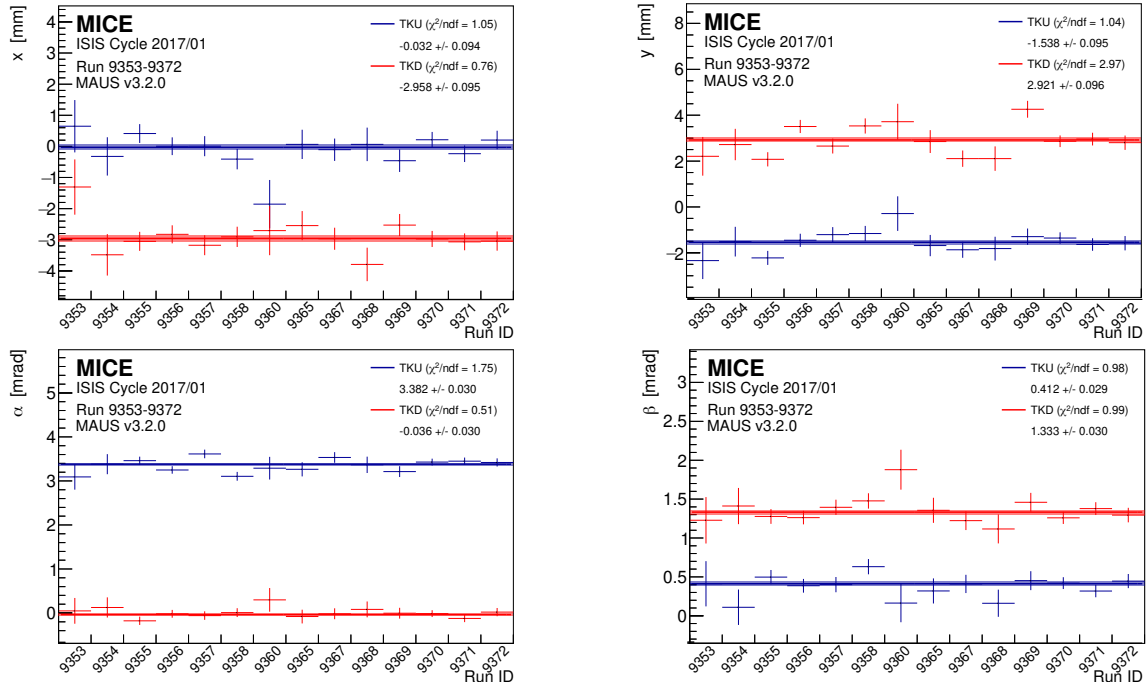 x [mm]
4
3
2
1
0
−1
−2
−3
−4
MICE
ISIS Cycle 2017/01
Run 9353-9372
MAUS v3.2.0
TKU (χ²/ndf = 1.05)
-0.032 +/- 0.094
TKD (χ²/ndf = 0.76)
-2.958 +/- 0.095
9353 9354 9355 9356 9357 9358 9360 9365 9367 9368 9369 9370 9371 9372
Run ID
y [mm]
8
6
4
2
0
−2
MICE
ISIS Cycle 2017/01
Run 9353-9372
MAUS v3.2.0
TKU (χ²/ndf = 1.04)
-1.538 +/- 0.095
TKD (χ²/ndf = 2.97)
2.921 +/- 0.096
9353 9354 9355 9356 9357 9358 9360 9365 9367 9368 9369 9370 9371 9372
Run ID
α [mrad]
5
4
3
2
1
0
MICE
ISIS Cycle 2017/01
Run 9353-9372
MAUS v3.2.0
TKU (χ²/ndf = 1.75)
3.382 +/- 0.030
TKD (χ²/ndf = 0.51)
-0.036 +/- 0.030
9353 9354 9355 9356 9357 9358 9360 9365 9367 9368 9369 9370 9371 9372
Run ID
β [mrad]
3
2.5
2
1.5
1
0.5
0
MICE
ISIS Cycle 2017/01
Run 9353-9372
MAUS v3.2.0
TKU (χ²/ndf = 0.98)
0.412 +/- 0.029
TKD (χ²/ndf = 0.99)
1.333 +/- 0.030
9353 9354 9355 9356 9357 9358 9360 9365 9367 9368 9369 9370 9371 9372
Run ID